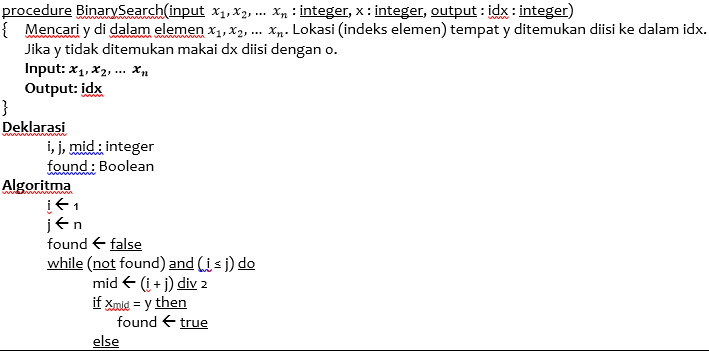 procedure BinarySearch(input x₁, x₂, ... xₙ : integer, x : integer, output : idx : integer)
{ Mencari y di dalam elemen x₁, x₂, ... xₙ. Lokasi (indeks elemen) tempat y ditemukan diisi ke dalam idx.
Jika y tidak ditemukan makai dx diisi dengan 0.
Input: x₁, x₂, ... xₙ
Output: idx
}
Deklarasi
i, j, mid : integer
found : Boolean
Algoritma
i ← 1
j ← n
found ← false
while (not found) and ( i ≤ j) do
mid ← (i + j) div 2
if xmid = y then
found ← true
else